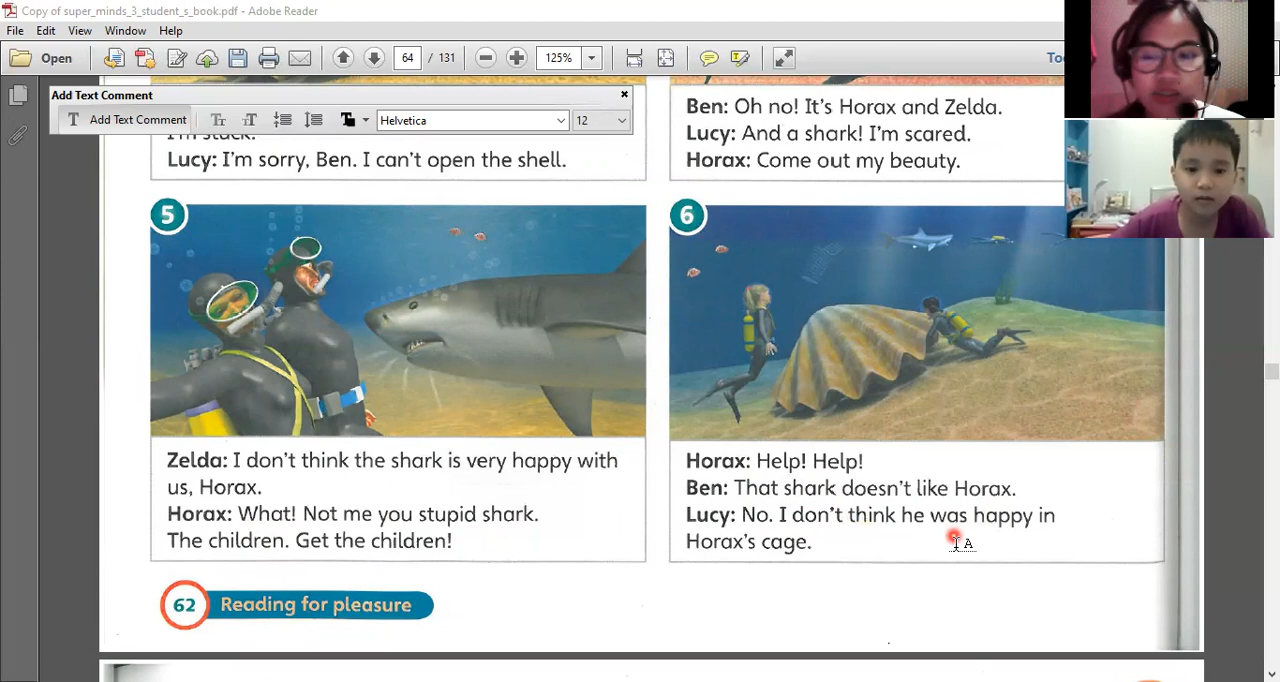 Copy of super_minds_3_student_s_book.pdf - Adobe Reader
File Edit View Window Help
Open 64 / 131 125%
Add Text Comment
Add Text Comment Helvetica 12
I'm stuck.
Lucy: I'm sorry, Ben. I can't open the shell.
Ben: Oh no! It's Horax and Zelda.
Lucy: And a shark! I'm scared.
Horax: Come out my beauty.
5
Zelda: I don't think the shark is very happy with
us, Horax.
Horax: What! Not me you stupid shark.
The children. Get the children!
6
Horax: Help! Help!
Ben: That shark doesn't like Horax.
Lucy: No. I don't think he was happy in
Horax's cage.
62 Reading for pleasure